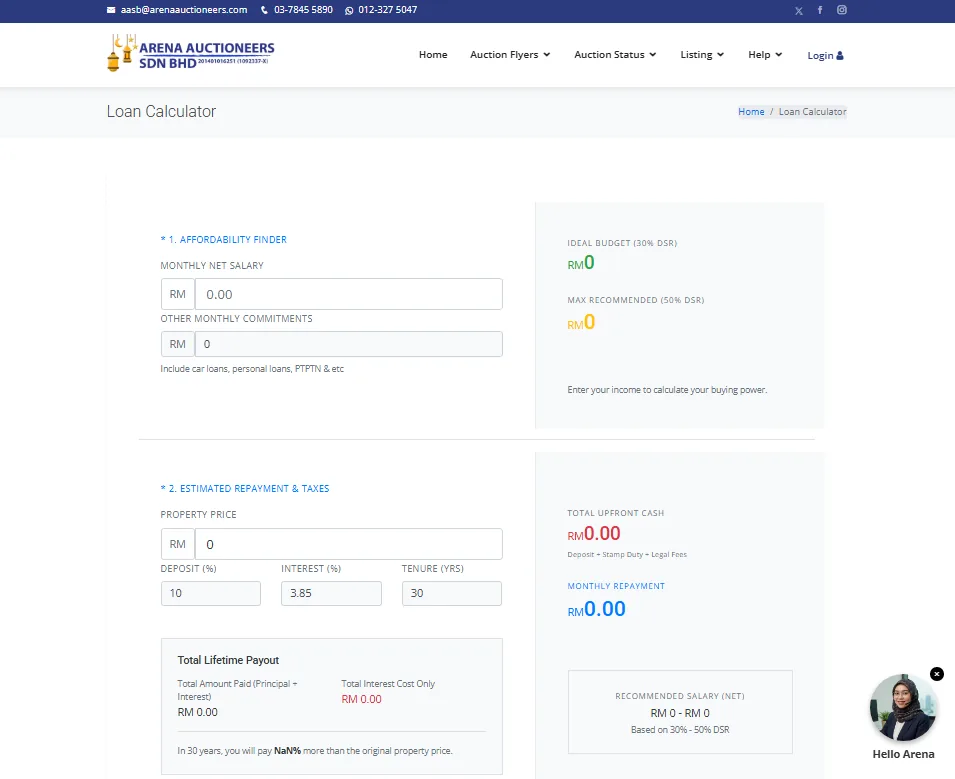 aasb@arenaauctioneers.com 03-7845 5890 012-327 5047
ARENA AUCTIONEERS
SDN BHD 201401016251 (1092337-X)
Home Auction Flyers Auction Status Listing Help Login
Loan Calculator
Home / Loan Calculator
* 1. AFFORDABILITY FINDER
MONTHLY NET SALARY
RM 0.00
OTHER MONTHLY COMMITMENTS
RM 0
Include car loans, personal loans, PTPTN & etc
IDEAL BUDGET (30% DSR)
RM0
MAX RECOMMENDED (50% DSR)
RM0
Enter your income to calculate your buying power.
* 2. ESTIMATED REPAYMENT & TAXES
PROPERTY PRICE
RM 0
DEPOSIT (%) INTEREST (%) TENURE (YRS)
10 3.85 30
Total Lifetime Payout
Total Amount Paid (Principal +
Interest)
RM 0.00
Total Interest Cost Only
RM 0.00
In 30 years, you will pay NaN% more than the original property price.
TOTAL UPFRONT CASH
RM0.00
Deposit + Stamp Duty + Legal Fees
MONTHLY REPAYMENT
RM0.00
RECOMMENDED SALARY (NET)
RM 0 - RM 0
Based on 30% - 50% DSR
Hello Arena